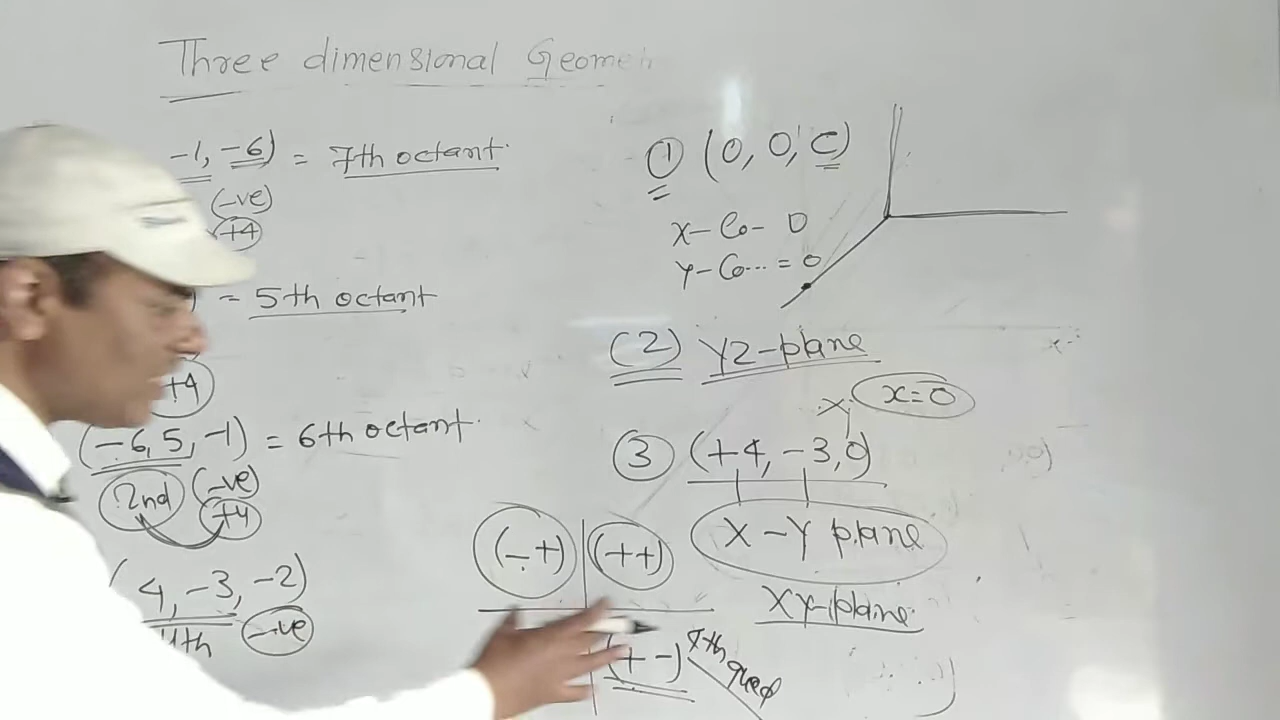 Three dimensional Geomet
-1, -6) = 7th octant.
(-ve)
+4
) = 5th octant
+4
(-6, 5, -1) = 6th octant.
2nd (-ve)
+4
(4, -3, -2)
4th -ve
① (0, 0, C)
X-Co- 0
Y-Co... = 0
(2) YZ-plane
x=0
③ (+4, -3, 0)
X-Y plane
XY-plane.
(-+) (++)
(+-)